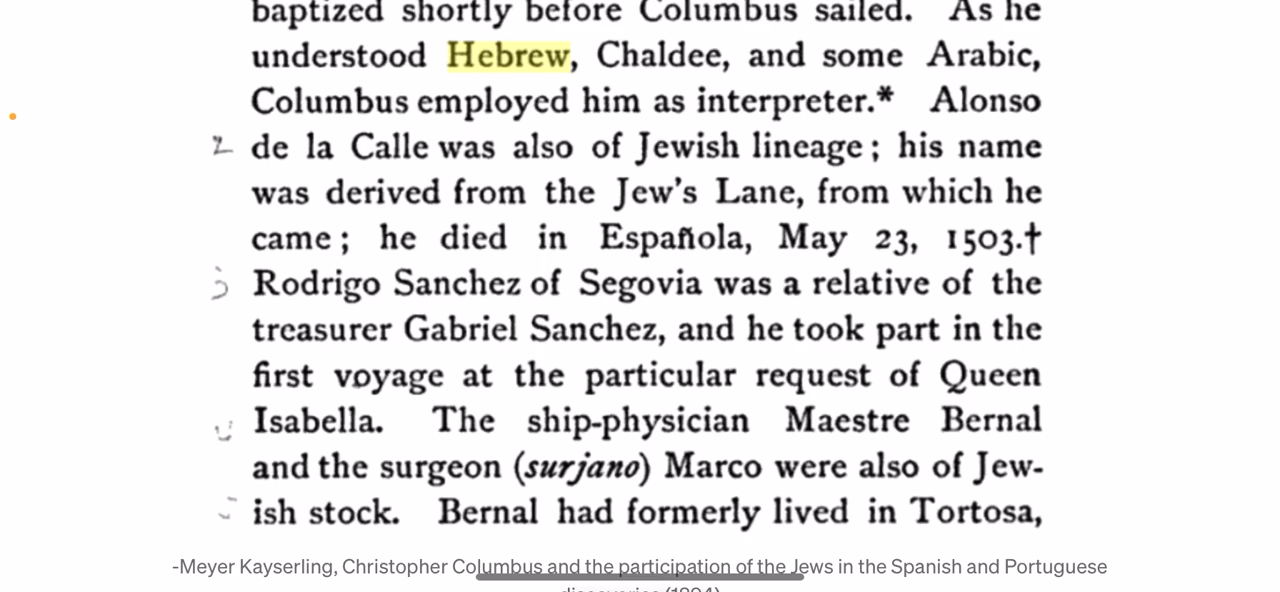 baptized shortly before Columbus sailed. As he
understood Hebrew, Chaldee, and some Arabic,
Columbus employed him as interpreter.* Alonso
de la Calle was also of Jewish lineage; his name
was derived from the Jew's Lane, from which he
came; he died in Española, May 23, 1503.†
Rodrigo Sanchez of Segovia was a relative of the
treasurer Gabriel Sanchez, and he took part in the
first voyage at the particular request of Queen
Isabella. The ship-physician Maestre Bernal
and the surgeon (surjano) Marco were also of Jew-
ish stock. Bernal had formerly lived in Tortosa,
-Meyer Kayserling, Christopher Columbus and the participation of the Jews in the Spanish and Portuguese
discoveries (1894)